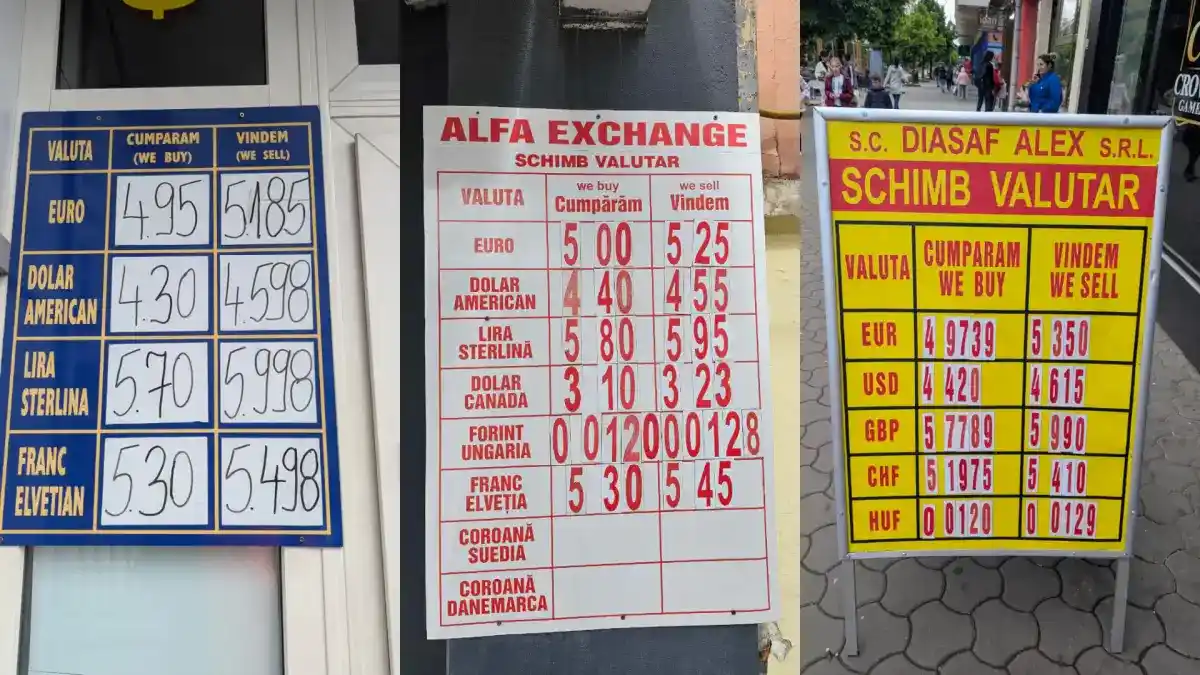 VALUTA CUMPARAM VINDEM
(WE BUY) (WE SELL)
EURO 4.95 5.185
DOLAR
AMERICAN 4.30 4.598
LIRA
STERLINA 5.70 5.998
FRANC
ELVETIAN 5.30 5.498
ALFA EXCHANGE
SCHIMB VALUTAR
VALUTA we buy we sell
Cumpărăm Vindem
EURO 5 00 5 25
DOLAR
AMERICAN 4 40 4 55
LIRA
STERLINĂ 5 80 5 95
DOLAR
CANADA 3 10 3 23
FORINT
UNGARIA 0 0120 0 00128
FRANC
ELVEȚIA 5 30 5 45
COROANĂ
SUEDIA
COROANĂ
DANEMARCA
S.C. DIASAF ALEX S.R.L.
SCHIMB VALUTAR
VALUTA CUMPARAM VINDEM
WE BUY WE SELL
EUR 4 9739 5 350
USD 4 420 4 615
GBP 5 7789 5 990
CHF 5 1975 5 410
HUF 0 0120 0 0129